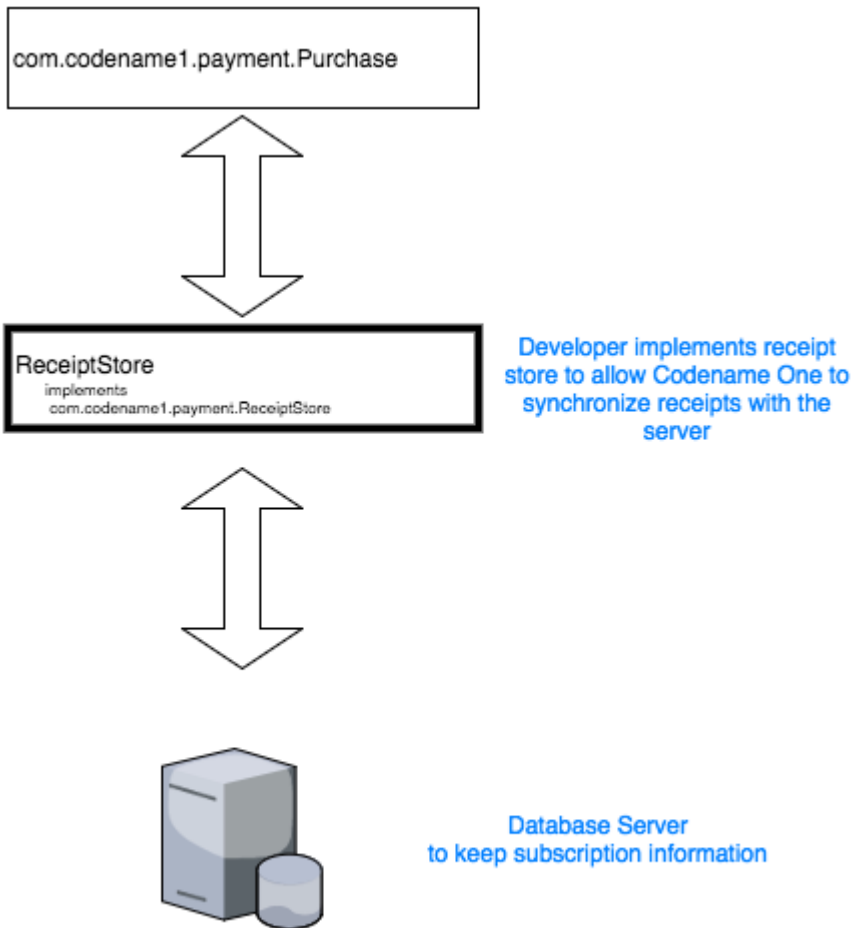 com.codename1.payment.Purchase
ReceiptStore
implements
com.codename1.payment.ReceiptStore
Developer implements receipt
store to allow Codename One to
synchronize receipts with the
server
Database Server
to keep subscription information